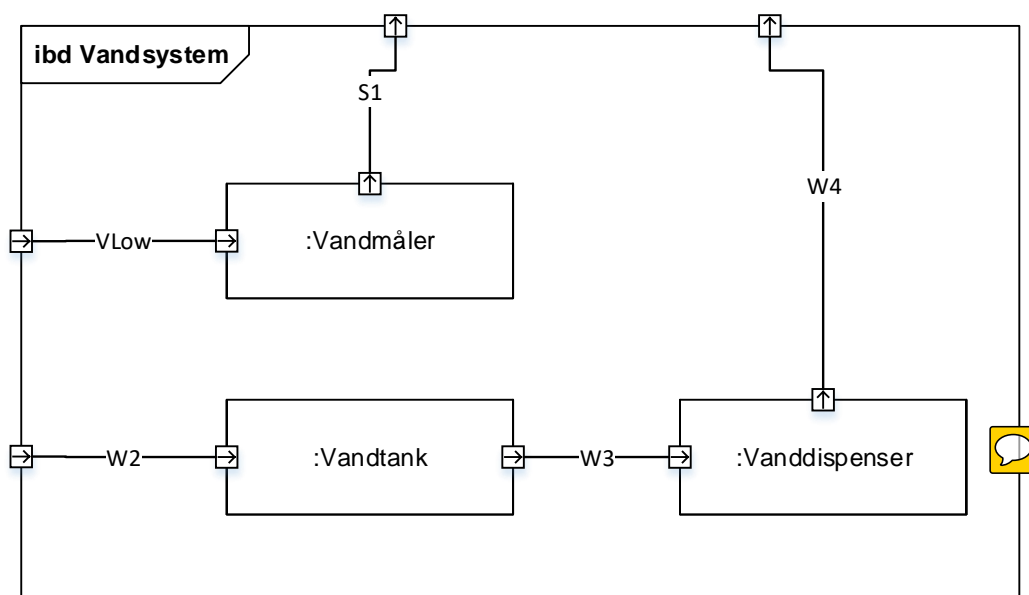 ibd Vandsystem
S1
W4
VLow
:Vandmåler
W2
:Vandtank
W3
:Vanddispenser